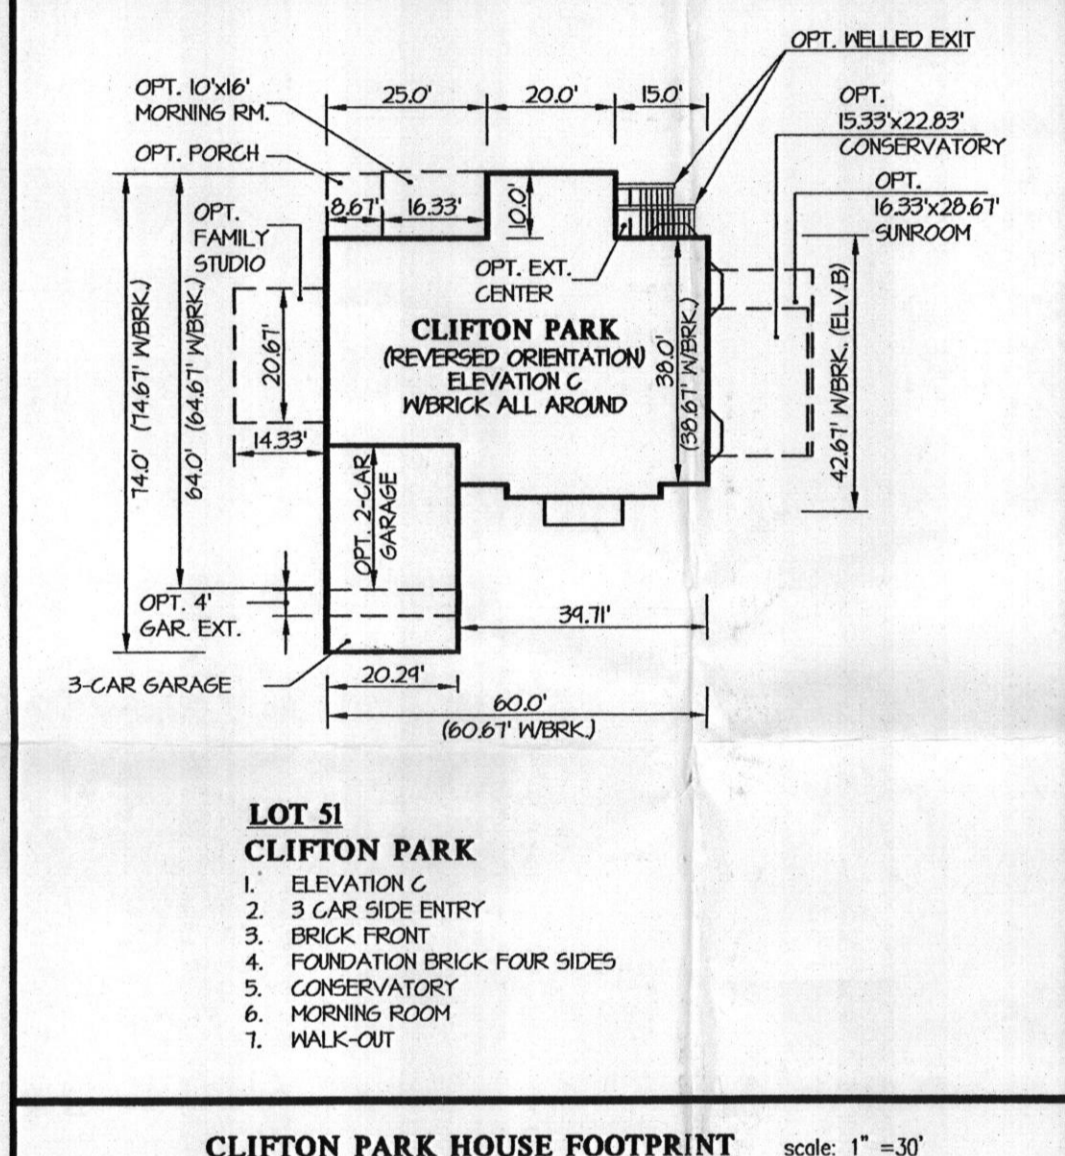 OPT. WELLED EXIT
OPT. 10'x16'
MORNING RM.
25.0'
20.0'
15.0'
OPT.
15.33'x22.83'
CONSERVATORY
OPT. PORCH
OPT.
16.33'x28.67'
SUNROOM
8.67'
16.33'
10.0'
OPT.
FAMILY
STUDIO
OPT. EXT.
CENTER
74.0' (74.67' WBRK.)
64.0' (64.67' WBRK.)
20.67'
14.33'
CLIFTON PARK
(REVERSED ORIENTATION)
ELEVATION C
W/BRICK ALL AROUND
38.0'
(38.67' W/BRK.)
42.67' W/BRK. (ELV.B)
OPT. 2-CAR
GARAGE
OPT. 4'
GAR. EXT.
39.71'
3-CAR GARAGE
20.29'
60.0'
(60.67' W/BRK.)
LOT 51
CLIFTON PARK
1. ELEVATION C
2. 3 CAR SIDE ENTRY
3. BRICK FRONT
4. FOUNDATION BRICK FOUR SIDES
5. CONSERVATORY
6. MORNING ROOM
7. WALK-OUT
CLIFTON PARK HOUSE FOOTPRINT scale: 1" =30'